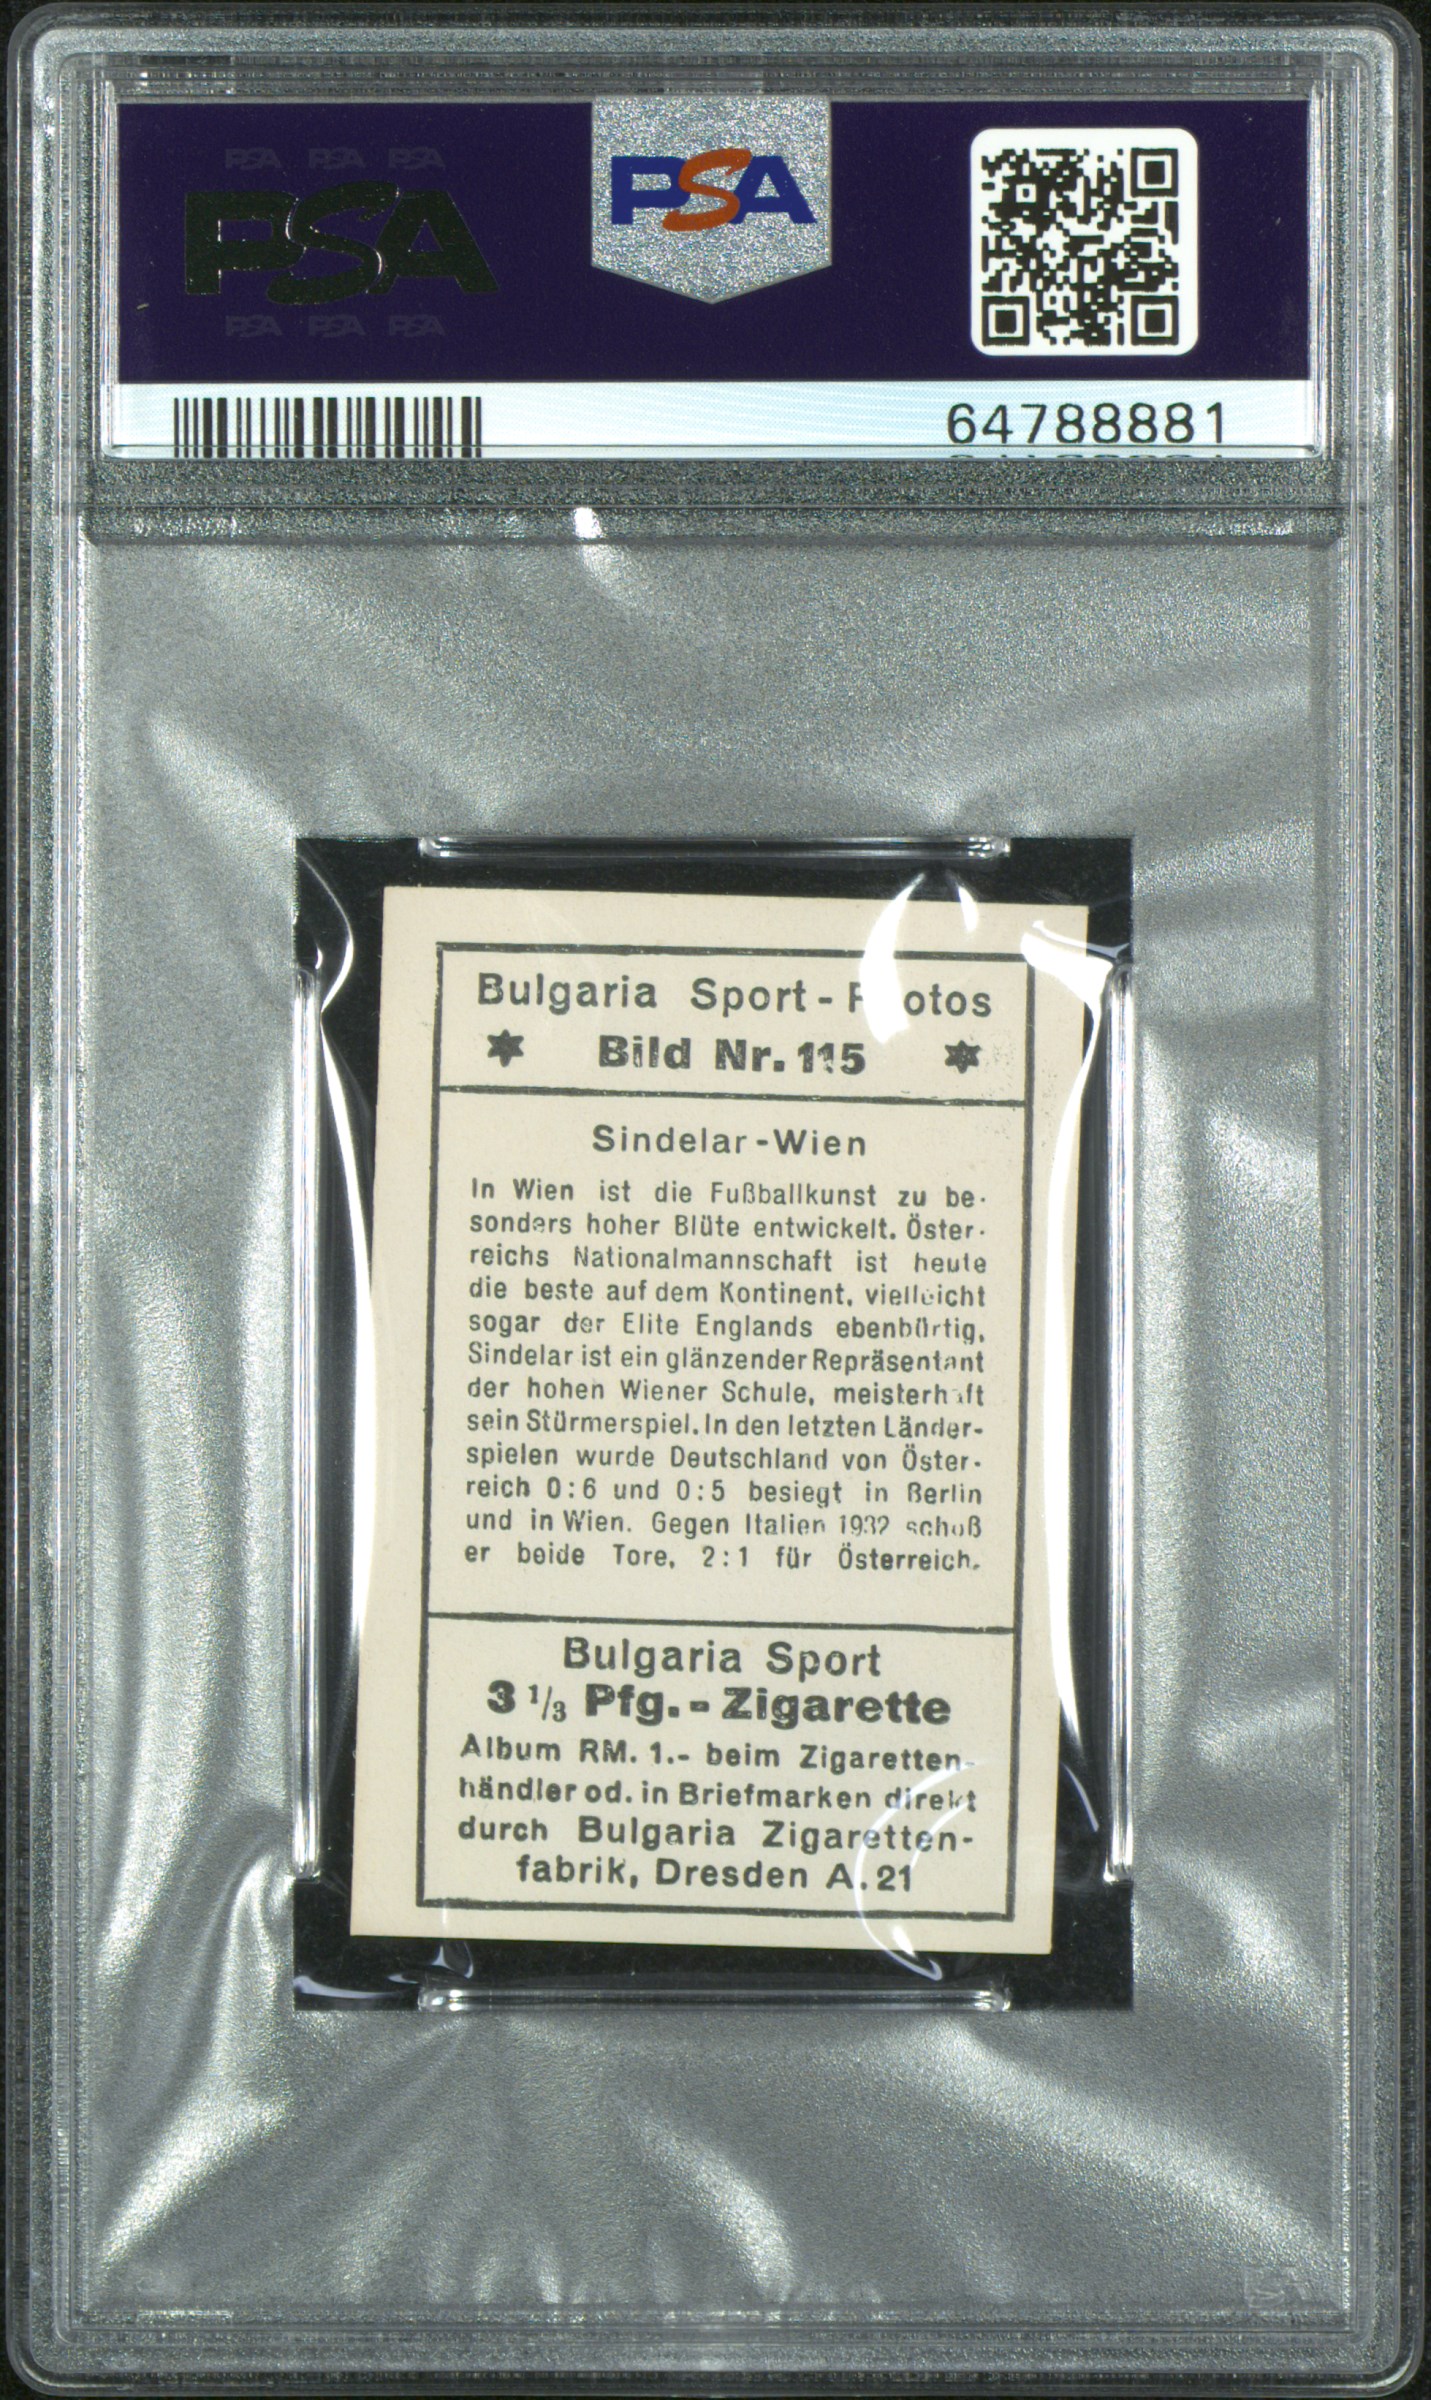 PSA PSA PSA
PSA
PSA PSA PSA
PSA
64788881
Bulgaria Sport - Photos
Bild Nr. 115
Sindelar - Wien
In Wien ist die Fußballkunst zu be-
sonders hoher Blüte entwickelt. Öster-
reichs Nationalmannschaft ist heute
die beste auf dem Kontinent, vielleicht
sogar der Elite Englands ebenbürtig,
Sindelar ist ein glänzender Repräsentant
der hohen Wiener Schule, meisterhaft
sein Stürmerspiel. In den letzten Länder-
spielen wurde Deutschland von Öster-
reich 0:6 und 0:5 besiegt in Berlin
und in Wien. Gegen Italien 1932 schoß
er beide Tore, 2:1 für Österreich.
Bulgaria Sport
3 1/3 Pfg. - Zigarette
Album RM. 1.- beim Zigaretten-
händler od. in Briefmarken direkt
durch Bulgaria Zigaretten-
fabrik, Dresden A. 21